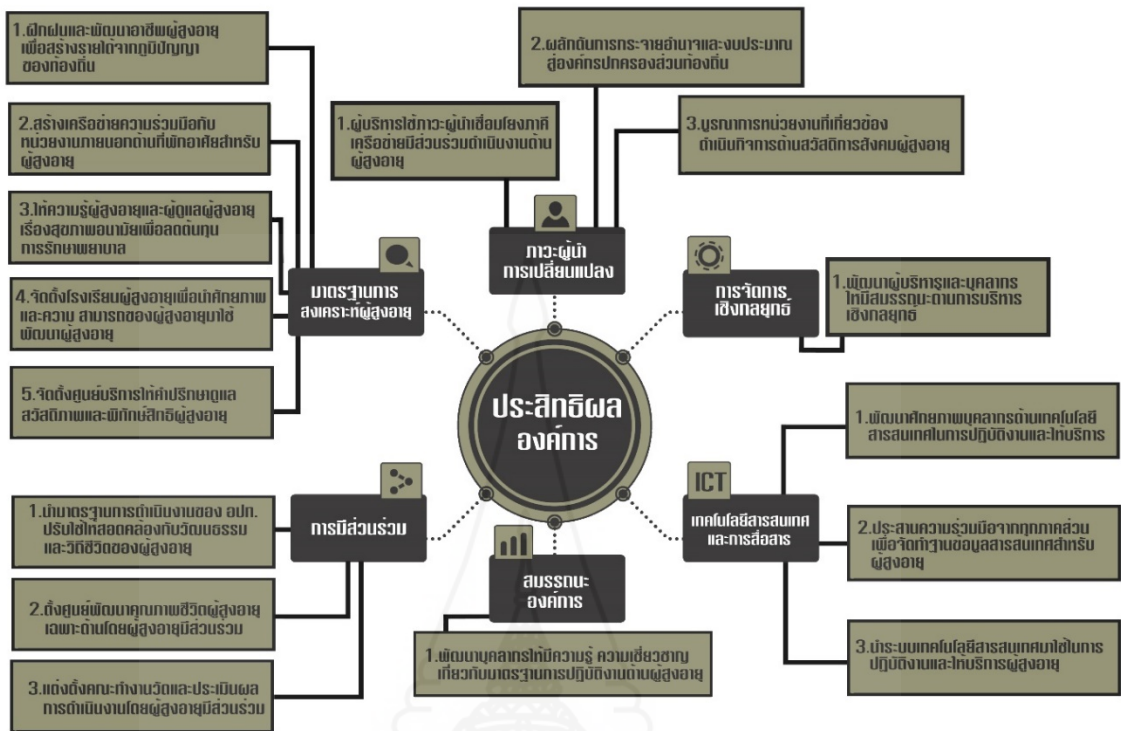 1.ฝึกฝนและพัฒนาอาชีพผู้สูงอายุ
เพื่อสร้างรายได้จากภูมิปัญญา
ของท้องถิ่น
2.สร้างเครือข่ายความร่วมมือกับ
หน่วยงานภายนอกด้านที่พักอาศัยสำหรับ
ผู้สูงอายุ
3.ให้ความรู้ผู้สูงอายุและผู้ดูแลผู้สูงอายุ
เรื่องสุขภาพอนามัยเพื่อลดต้นทุน
การรักษาพยาบาล
4.จัดตั้งโรงเรียนผู้สูงอายุเพื่อนำศักยภาพ
และความ สามารถของผู้สูงอายุมาใช้
พัฒนาผู้สูงอายุ
5.จัดตั้งศูนย์บริการให้คำปรึกษาดูแล
สวัสดิภาพและพิทักษ์สิทธิผู้สูงอายุ
มาตรฐานการ
สงเคราะห์ผู้สูงอายุ
1.ผู้บริหารใช้ภาวะผู้นำเชื่อมโยงภาคี
เครือข่ายมีส่วนร่วมดำเนินงานด้าน
ผู้สูงอายุ
2.ผลักดันการกระจายอำนาจและงบประมาณ
สู่องค์กรปกครองส่วนท้องถิ่น
3.บูรณาการหน่วยงานที่เกี่ยวข้อง
ดำเนินกิจการด้านสวัสดิการสังคมผู้สูงอายุ
ภาวะผู้นำ
การเปลี่ยนแปลง
การจัดการ
เชิงกลยุทธ์
1.พัฒนาผู้บริหารและบุคลากร
ให้มีสมรรถนะด้านการบริหาร
เชิงกลยุทธ์
ประสิทธิผล
องค์การ
1.นำมาตรฐานการดำเนินงานของ อปท.
ปรับใช้ให้สอดคล้องกับวัฒนธรรม
และวิถีชีวิตของผู้สูงอายุ
2.ตั้งศูนย์พัฒนาคุณภาพชีวิตผู้สูงอายุ
เฉพาะด้านโดยผู้สูงอายุมีส่วนร่วม
3.แต่งตั้งคณะทำงานวัดและประเมินผล
การดำเนินงานโดยผู้สูงอายุมีส่วนร่วม
การมีส่วนร่วม
สมรรถนะ
องค์การ
1.พัฒนาบุคลากรให้มีความรู้ ความเชี่ยวชาญ
เกี่ยวกับมาตรฐานการปฏิบัติงานด้านผู้สูงอายุ
ICT
เทคโนโลยีสารสนเทศ
และการสื่อสาร
1.พัฒนาศักยภาพบุคลากรด้านเทคโนโลยี
สารสนเทศในการปฏิบัติงานและให้บริการ
2.ประสานความร่วมมือจากทุกภาคส่วน
เพื่อจัดทำฐานข้อมูลสารสนเทศสำหรับ
ผู้สูงอายุ
3.นำระบบเทคโนโลยีสารสนเทศมาใช้ในการ
ปฏิบัติงานและให้บริการผู้สูงอายุ